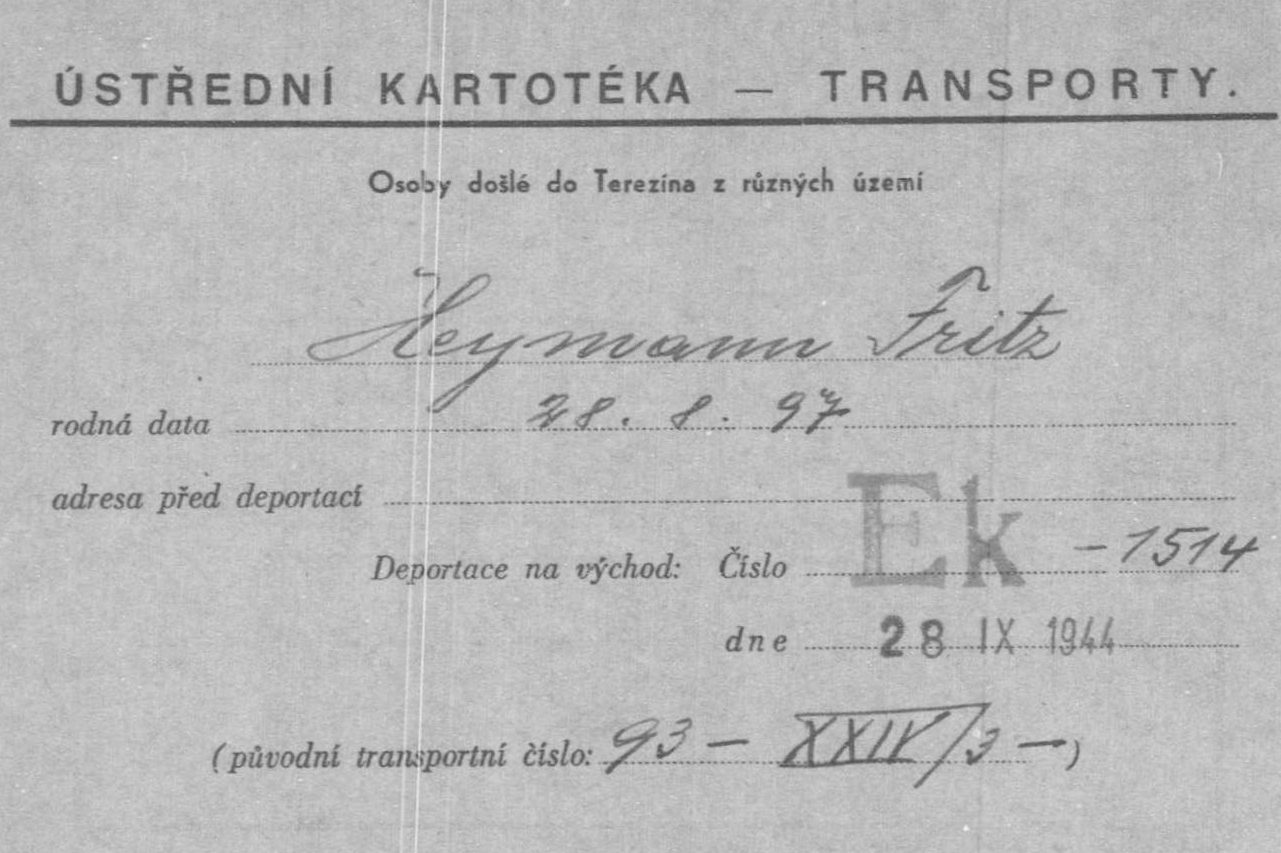 ÚSTŘEDNÍ KARTOTÉKA — TRANSPORTY.
Osoby došlé do Terezína z různých území
Heymann Fritz
rodná data 28. 8. 97
adresa před deportací
Deportace na východ: Číslo Ek -1514
dne 28 IX 1944
(původní transportní číslo: 93 - XXIV/3 -)